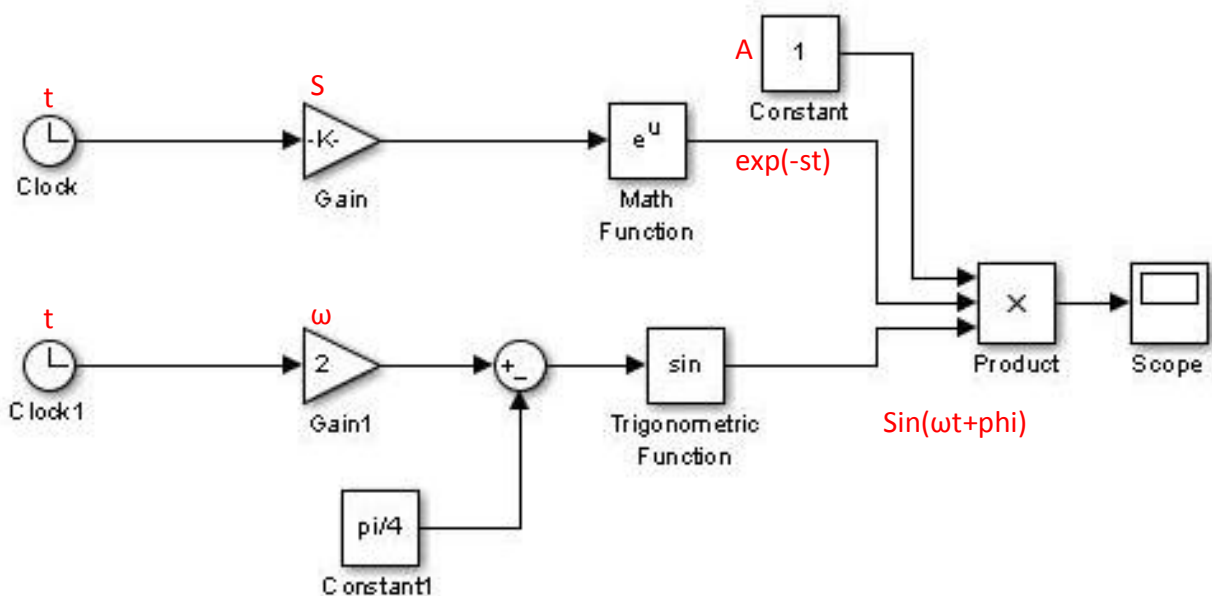 A
1
Constant
t
S
-K-
e^u
exp(-st)
Clock
Gain
Math
Function
t
ω
2
+
_
sin
×
Product
Scope
Clock1
Gain1
Trigonometric
Function
Sin(ωt+phi)
pi/4
Constant1